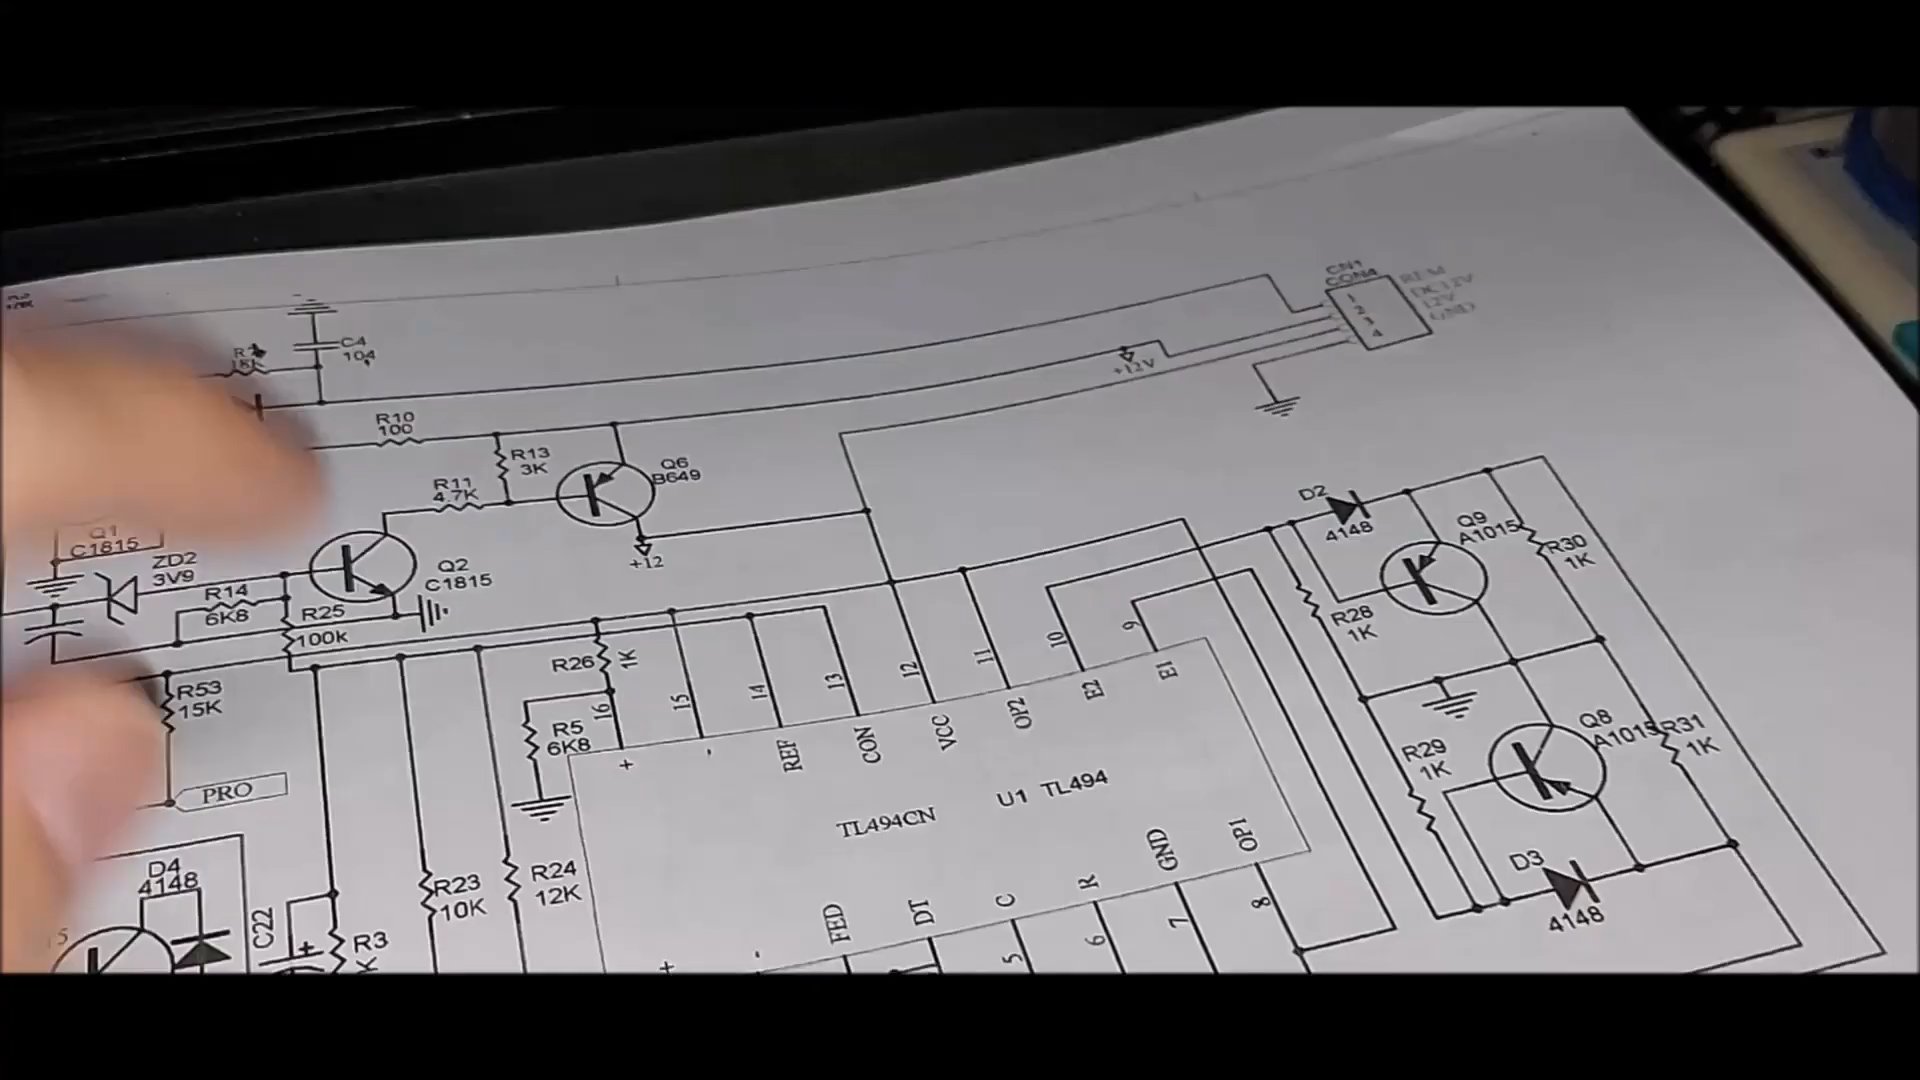 CN1
CON4
REM
DC12V
12V
GND
1
2
3
4
C4
104
+12V
R10
100
R13
3K
Q6
B649
R11
4.7K
+12
Q1
C1815
ZD2
3V9
R14
6K8
Q2
C1815
R25
100k
D2
4148
Q9
A1015
R30
1K
R28
1K
R26
1K
R53
15K
R5
6K8
16
15
14
13
12
11
10
9
+
-
REF
CON
VCC
OP2
E2
E1
PRO
TL494CN
U1 TL494
Q8
A1015
R31
1K
R29
1K
D3
4148
D4
4148
C22
+
R3
R23
10K
R24
12K
+
-
FED
DT
C
R
GND
OP1
5
6
7
8